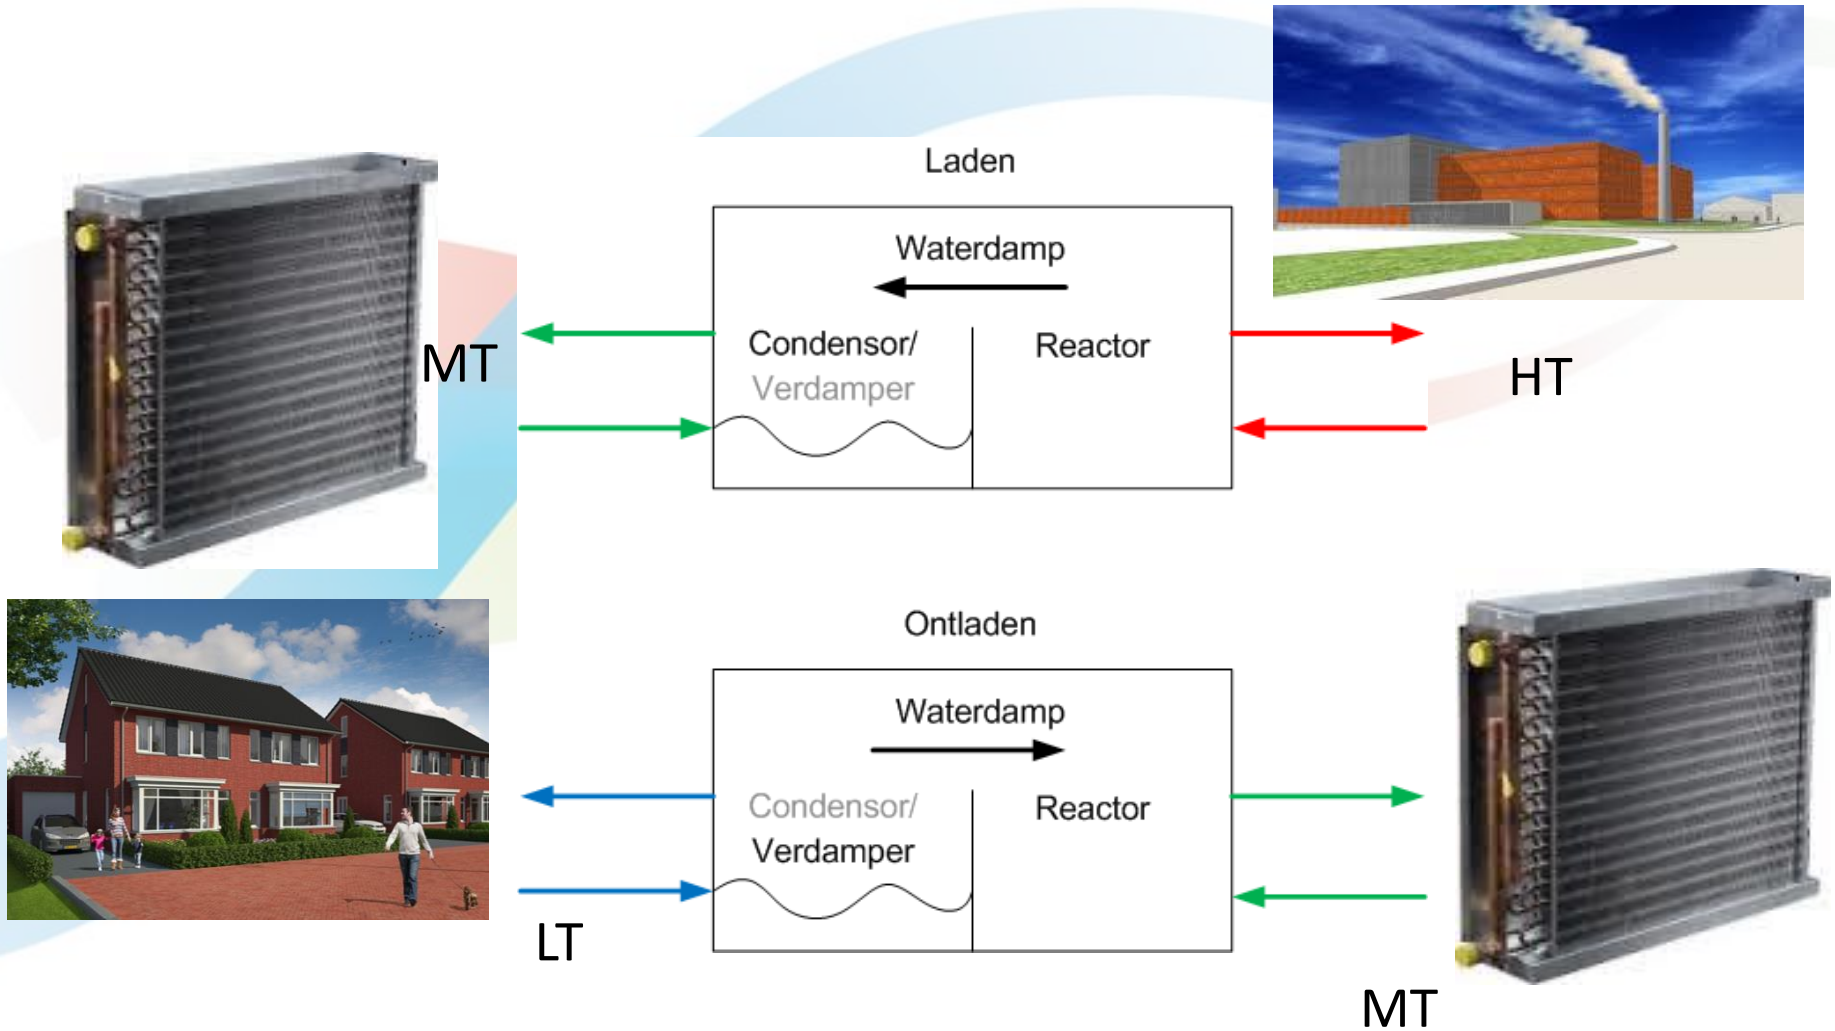 Laden
Waterdamp
Condensor/
Verdamper
Reactor
MT
HT
Ontladen
Waterdamp
Condensor/
Verdamper
Reactor
LT
MT